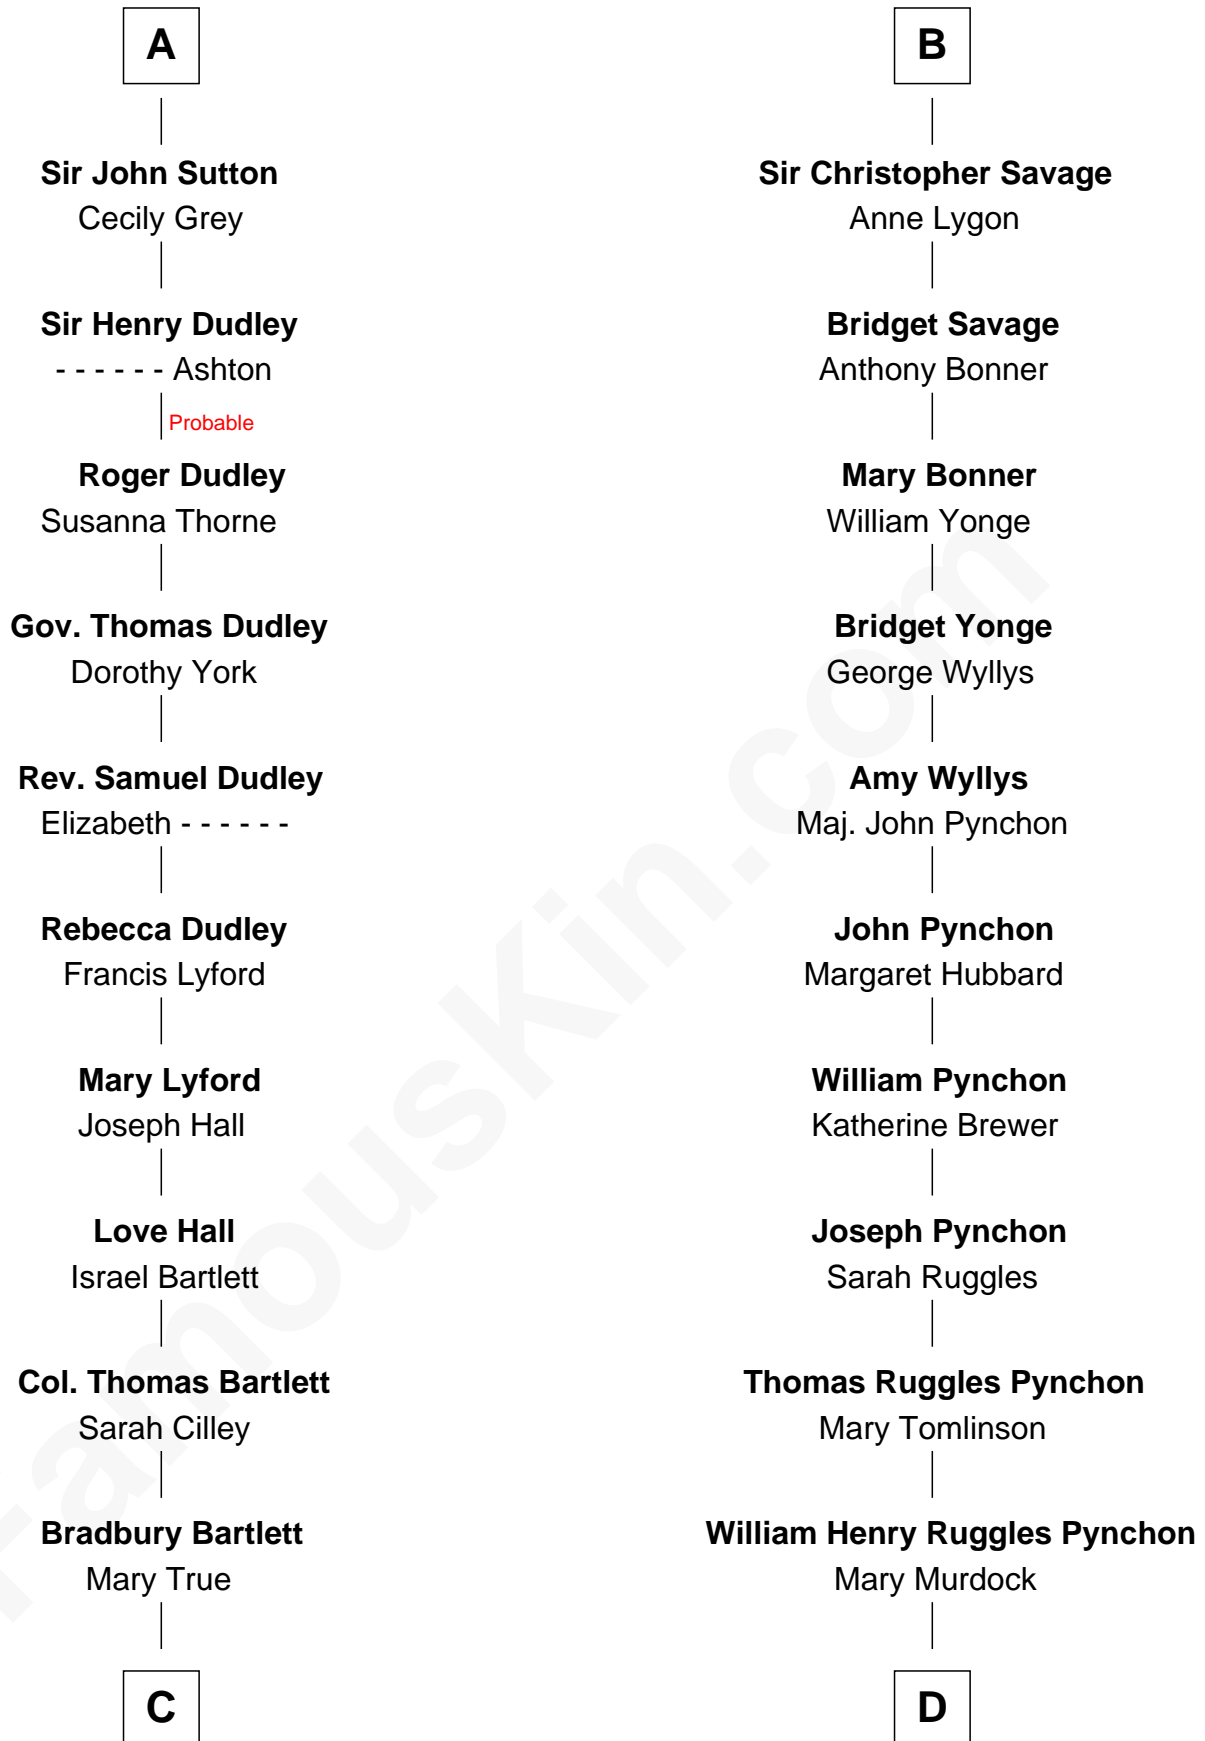 A
Sir John Sutton
Cecily Grey
Sir Henry Dudley
- - - - - - Ashton
Probable
Roger Dudley
Susanna Thorne
Gov. Thomas Dudley
Dorothy York
Rev. Samuel Dudley
Elizabeth - - - - - -
Rebecca Dudley
Francis Lyford
Mary Lyford
Joseph Hall
Love Hall
Israel Bartlett
Col. Thomas Bartlett
Sarah Cilley
Bradbury Bartlett
Mary True
C
B
Sir Christopher Savage
Anne Lygon
Bridget Savage
Anthony Bonner
Mary Bonner
William Yonge
Bridget Yonge
George Wyllys
Amy Wyllys
Maj. John Pynchon
John Pynchon
Margaret Hubbard
William Pynchon
Katherine Brewer
Joseph Pynchon
Sarah Ruggles
Thomas Ruggles Pynchon
Mary Tomlinson
William Henry Ruggles Pynchon
Mary Murdock
D
FamousKin.com